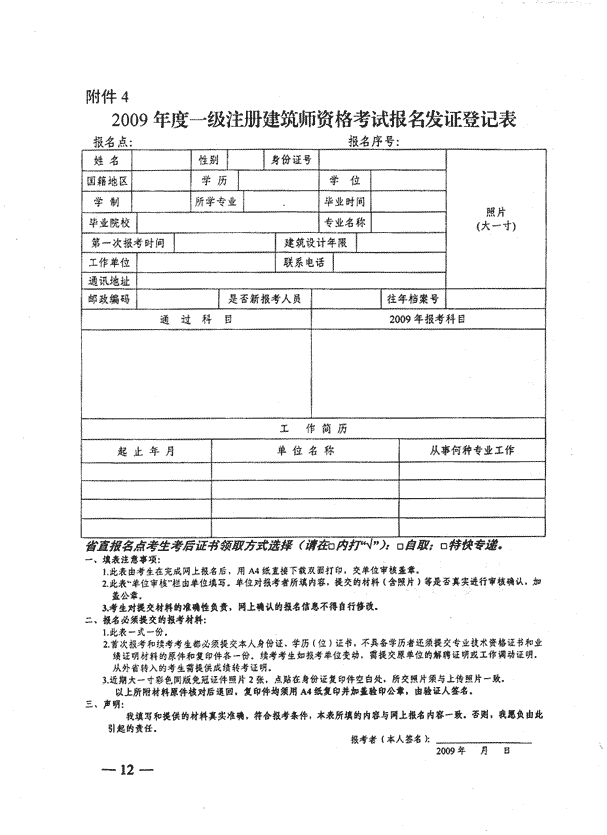 附件 4
2009 年度一级注册建筑师资格考试报名发证登记表
报名点: 报名序号:
姓 名 性别 身份证号
国籍地区 学 历 学 位
学 制 所学专业 毕业时间
照片
(大一寸)
毕业院校 专业名称
第一次报考时间 建筑设计年限
工作单位 联系电话
通讯地址
邮政编码 是否新报考人员 往年档案号
通 过 科 目 2009 年报考科目
工 作 简 历
起 止 年 月 单 位 名 称 从事何种专业工作
省直报名点考生考后证书领取方式选择（请在□内打“√”）：□自取；□特快专递。
一、填表注意事项:
1.此表由考生在完成网上报名后，用 A4 纸直接下载双面打印，交单位审核盖章。
2.此表“单位审核”栏由单位填写。单位对报考者所填内容，提交的材料（含照片）等是否真实进行审核确认，加
盖公章。
3.考生对提交材料的准确性负责，网上确认的报名信息不得自行修改。
二、报名必须提交的报考材料:
1.此表一式一份。
2.首次报考和续考考生都必须提交本人身份证、学历（位）证书，不具备学历者还须提交专业技术资格证书和业
绩证明材料的原件和复印件各一份。续考考生如报考单位变动，需提交原单位的解聘证明或工作调动证明。
从外省转入的考生需提供成绩转考证明。
3.近期大一寸彩色同版免冠证件照片 2 张，点贴在身份证复印件空白处，所交照片须与上传照片一致。
以上所附材料原件核对后退回，复印件均须用 A4 纸复印并加盖验印公章，由验证人签名。
三、声明:
我填写和提供的材料真实准确，符合报考条件，本表所填的内容与网上报名内容一致。否则，我愿负由此
引起的责任。
报考者（本人签名）:
2009 年 月 日
— 12 —